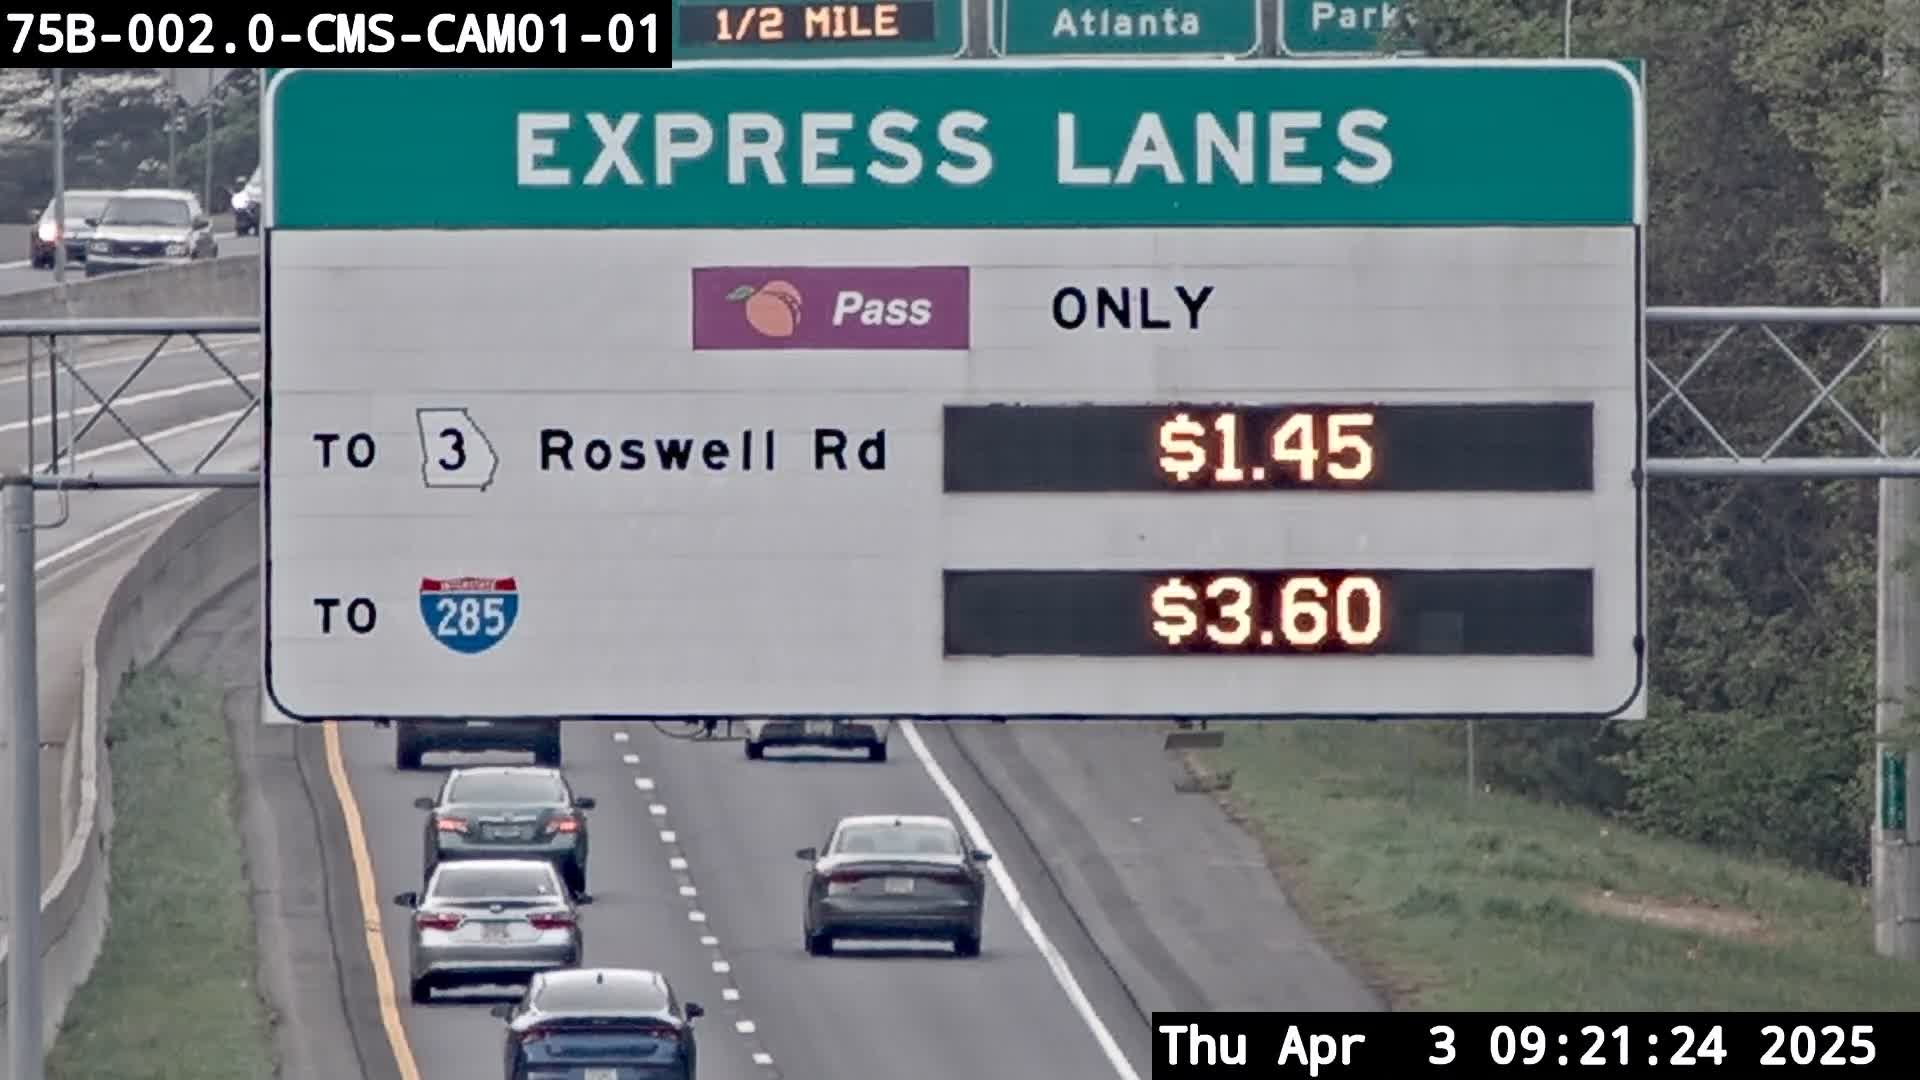 75B-002.0-CMS-CAM01-01
1/2 MILE
Atlanta
EXPRESS LANES
Pass ONLY
TO 3 Roswell Rd $1.45
INTERSTATE
TO 285 $3.60
Thu Apr 3 09:21:24 2025